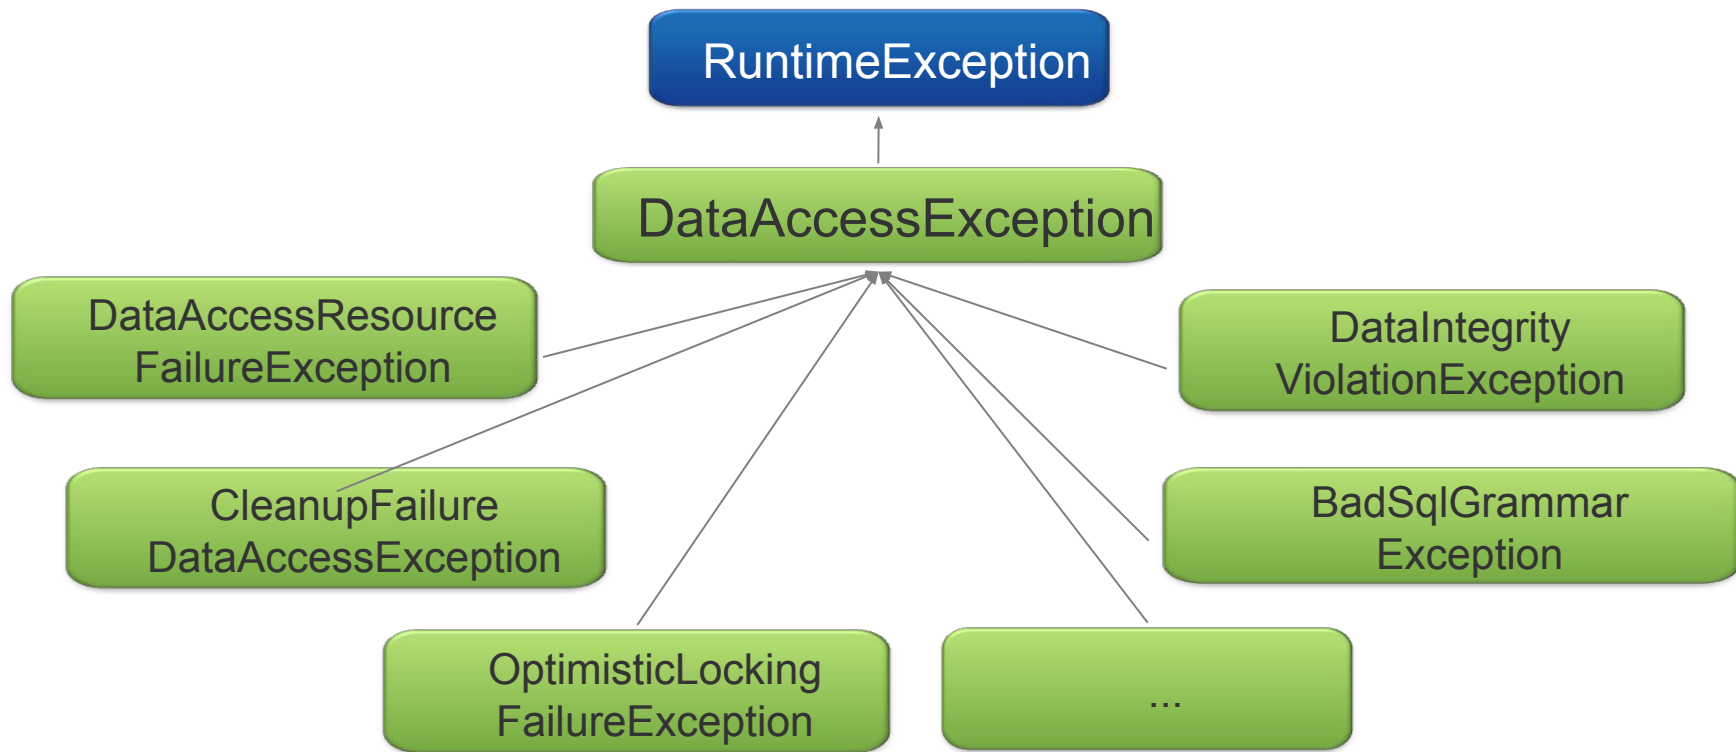 RuntimeException
DataAccessException
DataAccessResource
FailureException
DataIntegrity
ViolationException
CleanupFailure
DataAccessException
BadSqlGrammar
Exception
OptimisticLocking
FailureException
...